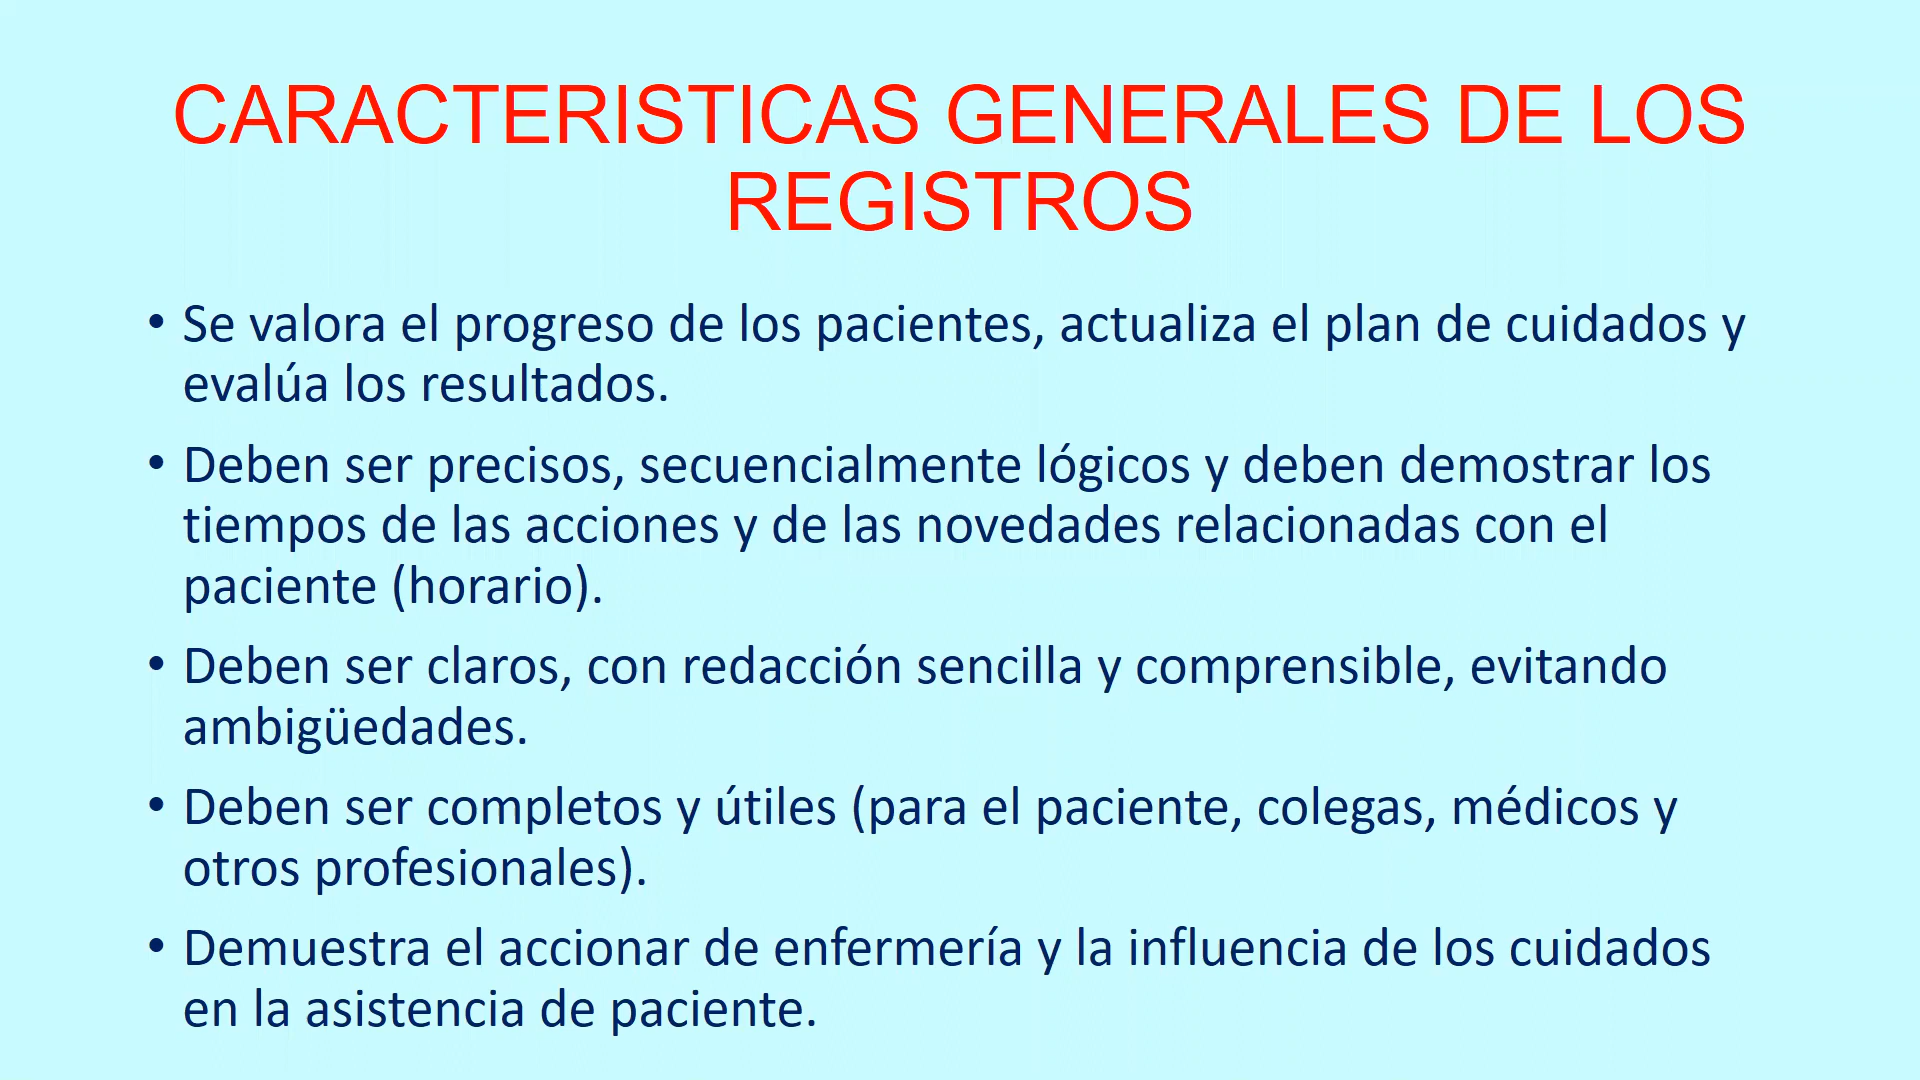 CARACTERISTICAS GENERALES DE LOS
REGISTROS
• Se valora el progreso de los pacientes, actualiza el plan de cuidados y
evalúa los resultados.
• Deben ser precisos, secuencialmente lógicos y deben demostrar los
tiempos de las acciones y de las novedades relacionadas con el
paciente (horario).
• Deben ser claros, con redacción sencilla y comprensible, evitando
ambigüedades.
• Deben ser completos y útiles (para el paciente, colegas, médicos y
otros profesionales).
• Demuestra el accionar de enfermería y la influencia de los cuidados
en la asistencia de paciente.